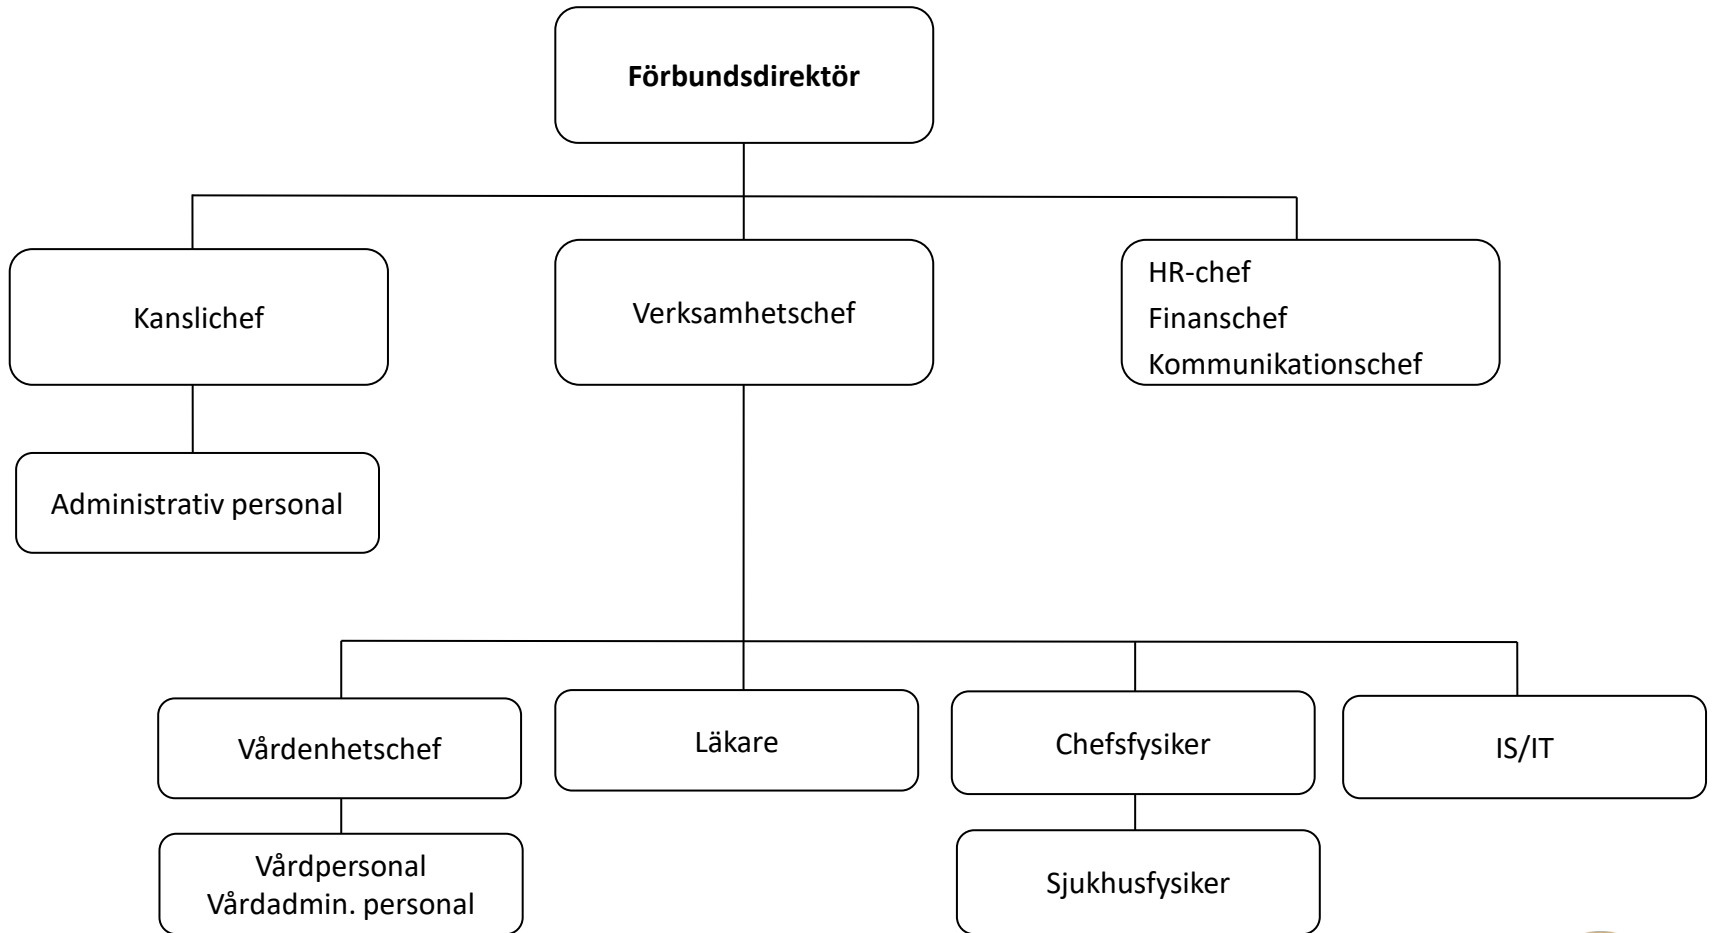 Förbundsdirektör
Kanslichef
Verksamhetschef
HR-chef
Finanschef
Kommunikationschef
Administrativ personal
Vårdenhetschef
Läkare
Chefsfysiker
IS/IT
Vårdpersonal
Vårdadmin. personal
Sjukhusfysiker